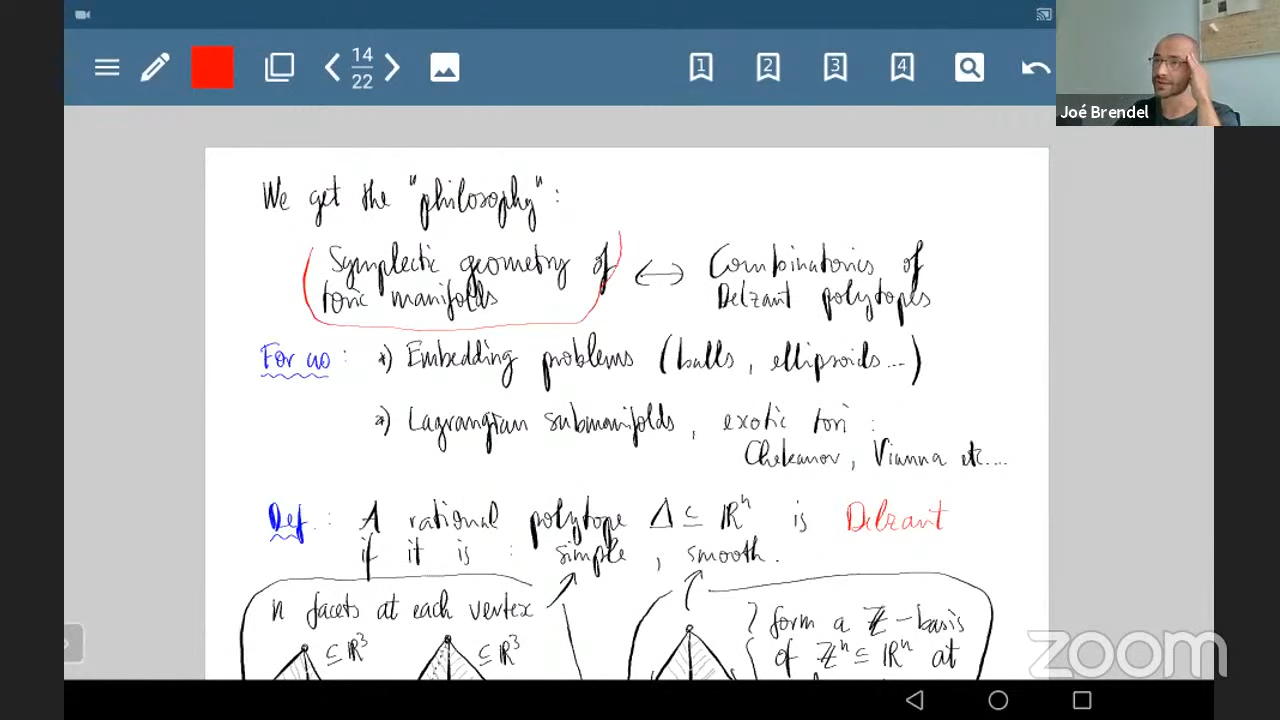 14
22
1
2
3
4
Joé Brendel
We get the "philosophy" :
Symplectic geometry of
toric manifolds
↔ Combinatorics of
Delzant polytopes
For us : *) Embedding problems (balls, ellipsoids...)
*) Lagrangian submanifolds, exotic tori :
Chekanov, Vianna etc....
Def. : A rational polytope Δ ⊆ ℝⁿ is Delzant
if it is : simple, smooth.
n facets at each vertex
form a ℤ-basis
⊆ ℝ³
⊆ ℝ³
of ℤⁿ ⊆ ℝⁿ at
zoom